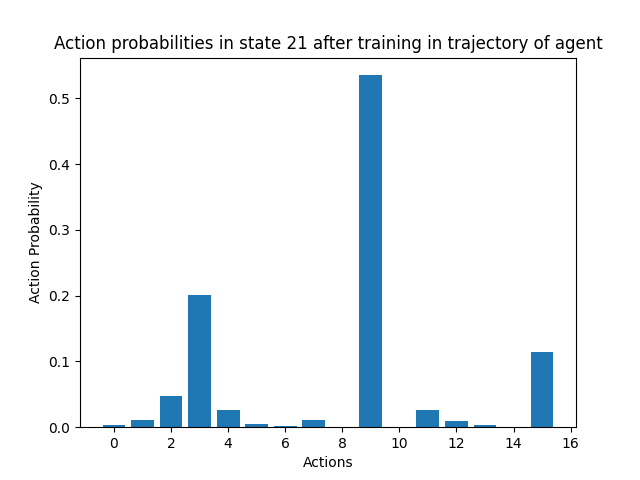 Action probabilities in state 21 after training in trajectory of agent
Action Probability
0.5
0.4
0.3
0.2
0.1
0.0
0 2 4 6 8 10 12 14 16
Actions